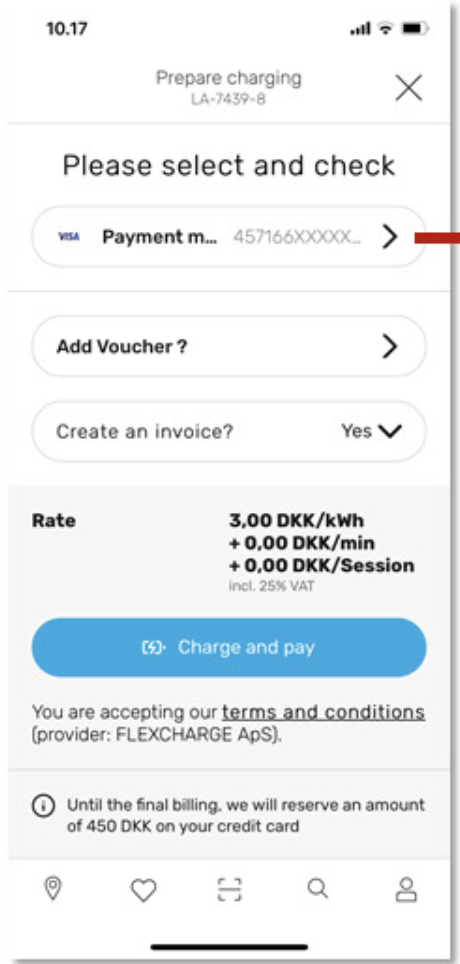 10.17
Prepare charging
LA-7439-8
Please select and check
VISA Payment m... 457166XXXXX...
Add Voucher ?
Create an invoice? Yes
Rate 3,00 DKK/kWh
+ 0,00 DKK/min
+ 0,00 DKK/Session
incl. 25% VAT
Charge and pay
You are accepting our terms and conditions
(provider: FLEXCHARGE ApS).
Until the final billing, we will reserve an amount
of 450 DKK on your credit card